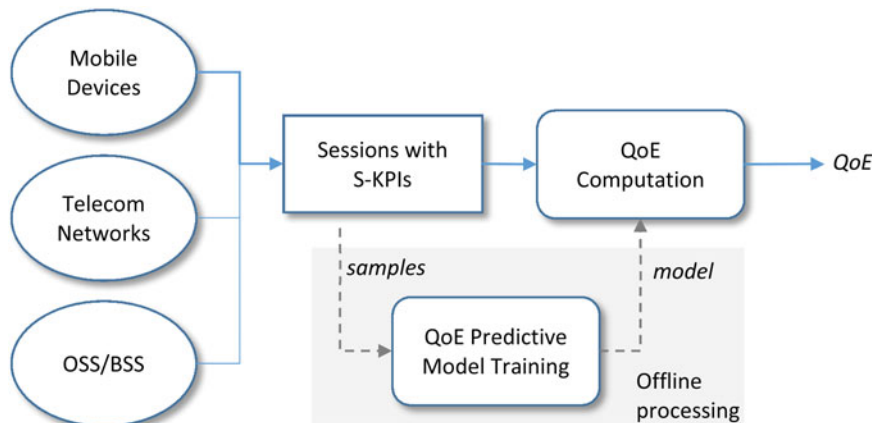 Mobile
Devices
Telecom
Networks
OSS/BSS
Sessions with
S-KPIs
QoE
Computation
QoE
samples
model
QoE Predictive
Model Training
Offline
processing